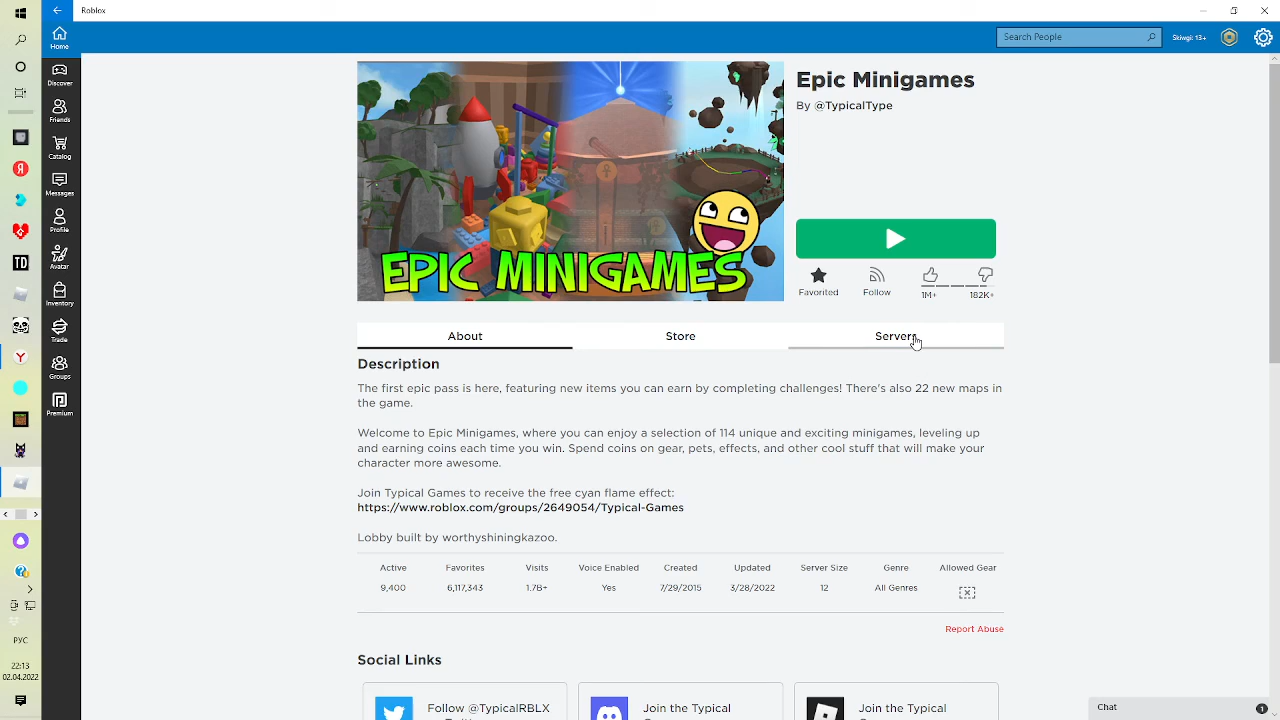 Roblox
Search People
Skiwgi: 13+
Home
Discover
Friends
Catalog
Messages
Profile
Avatar
Inventory
Trade
Groups
Premium
Я
TD
Y
РУС
22:13
02.04.2022
EPIC MINIGAMES
Epic Minigames
By @TypicalType
Favorited
Follow
1M+
182K+
About
Store
Servers
Description
The first epic pass is here, featuring new items you can earn by completing challenges! There's also 22 new maps in
the game.
Welcome to Epic Minigames, where you can enjoy a selection of 114 unique and exciting minigames, leveling up
and earning coins each time you win. Spend coins on gear, pets, effects, and other cool stuff that will make your
character more awesome.
Join Typical Games to receive the free cyan flame effect:
https://www.roblox.com/groups/2649054/Typical-Games
Lobby built by worthyshiningkazoo.
Active Favorites Visits Voice Enabled Created Updated Server Size Genre Allowed Gear
9,400 6,117,343 1.7B+ Yes 7/29/2015 3/28/2022 12 All Genres
Report Abuse
Social Links
Follow @TypicalRBLX
Join the Typical
Join the Typical
Chat
1